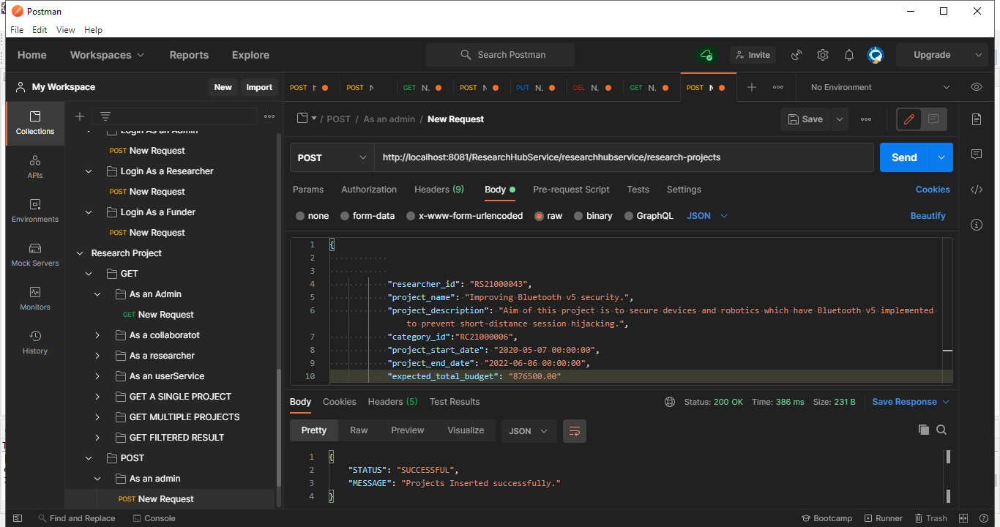 Postman
File Edit View Help
Home Workspaces Reports Explore Search Postman Invite Upgrade
My Workspace New Import
POST POST N GET N. POST N. PUT N. DEL N. GET N. POST No Environment
Collections
APIs
Environments
Mock Servers
Monitors
History
Login As an Admin
POST New Request
Login As a Researcher
POST New Request
Login As a Funder
POST New Request
Research Project
GET
As an Admin
GET New Request
As a collaboratot
As a researcher
As an userService
GET A SINGLE PROJECT
GET MULTIPLE PROJECTS
GET FILTERED RESULT
POST
As an admin
POST New Request
/ POST / As an admin / New Request Save
POST http://localhost:8081/ResearchHubService/researchhubservice/research-projects Send
Params Authorization Headers (9) Body Pre-request Script Tests Settings Cookies
none form-data x-www-form-urlencoded raw binary GraphQL JSON Beautify
1 {
2
3
4 "researcher_id": "RS21000043",
5 "project_name": "Improving Bluetooth v5 security.",
6 "project_description": "Aim of this project is to secure devices and robotics which have Bluetooth v5 implemented
to prevent short-distance session hijacking.",
7 "category_id":"RC21000006",
8 "project_start_date": "2020-05-07 00:00:00",
9 "project_end_date": "2022-06-06 00:00:00",
10 "expected_total_budget": "876500.00"
Body Cookies Headers (5) Test Results Status: 200 OK Time: 386 ms Size: 231 B Save Response
Pretty Raw Preview Visualize JSON
1 {
2 "STATUS": "SUCCESSFUL",
3 "MESSAGE": "Projects Inserted successfully."
4 }
Find and Replace Console Bootcamp Runner Trash